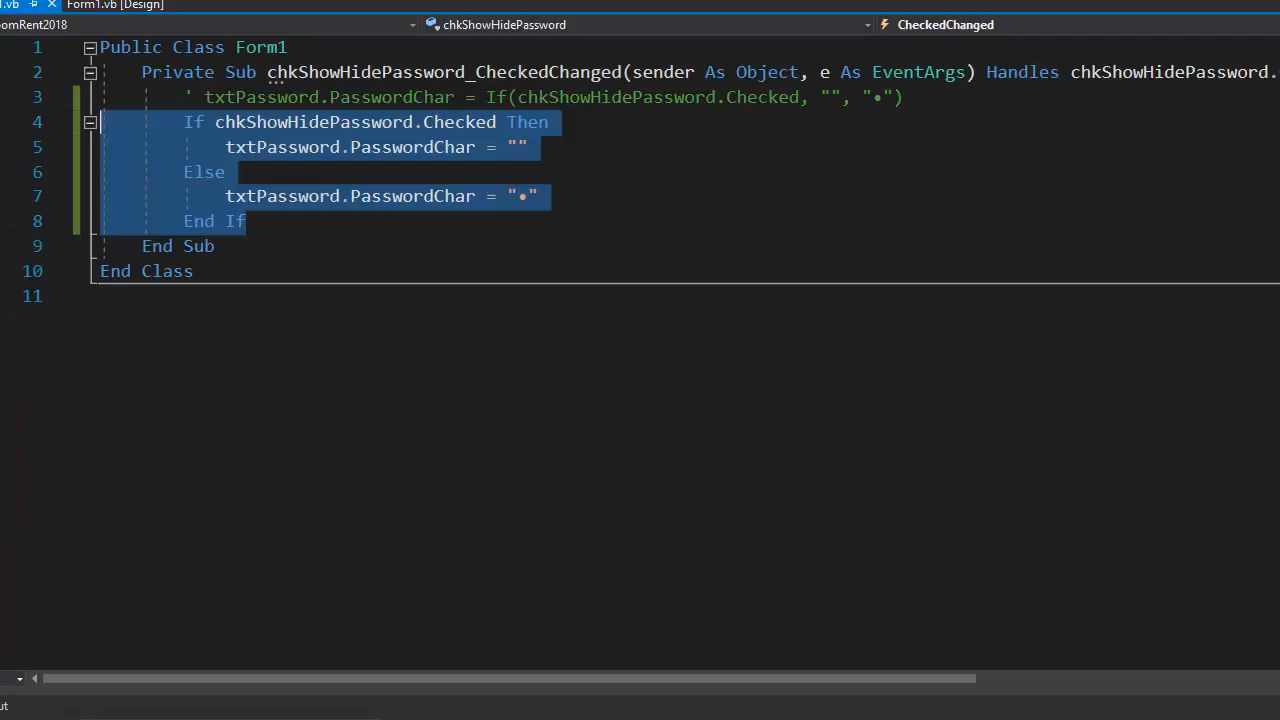 1.vb Form1.vb [Design]
oomRent2018 chkShowHidePassword CheckedChanged
1 Public Class Form1
2 Private Sub chkShowHidePassword_CheckedChanged(sender As Object, e As EventArgs) Handles chkShowHidePassword.
3 ' txtPassword.PasswordChar = If(chkShowHidePassword.Checked, "", "•")
4 If chkShowHidePassword.Checked Then
5 txtPassword.PasswordChar = ""
6 Else
7 txtPassword.PasswordChar = "•"
8 End If
9 End Sub
10 End Class
11
ut